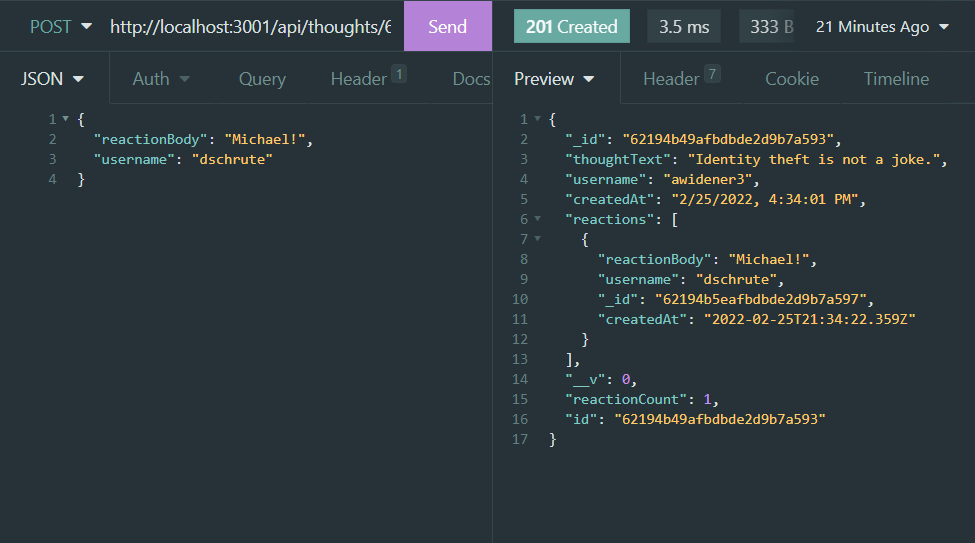 POST http://localhost:3001/api/thoughts/6 Send 201 Created 3.5 ms 333 B 21 Minutes Ago
JSON Auth Query Header 1 Docs Preview Header 7 Cookie Timeline
1 {
2 "reactionBody": "Michael!",
3 "username": "dschrute"
4 }
1 {
2 "_id": "62194b49afbdbde2d9b7a593",
3 "thoughtText": "Identity theft is not a joke.",
4 "username": "awidener3",
5 "createdAt": "2/25/2022, 4:34:01 PM",
6 "reactions": [
7 {
8 "reactionBody": "Michael!",
9 "username": "dschrute",
10 "_id": "62194b5eafbdbde2d9b7a597",
11 "createdAt": "2022-02-25T21:34:22.359Z"
12 }
13 ],
14 "__v": 0,
15 "reactionCount": 1,
16 "id": "62194b49afbdbde2d9b7a593"
17 }